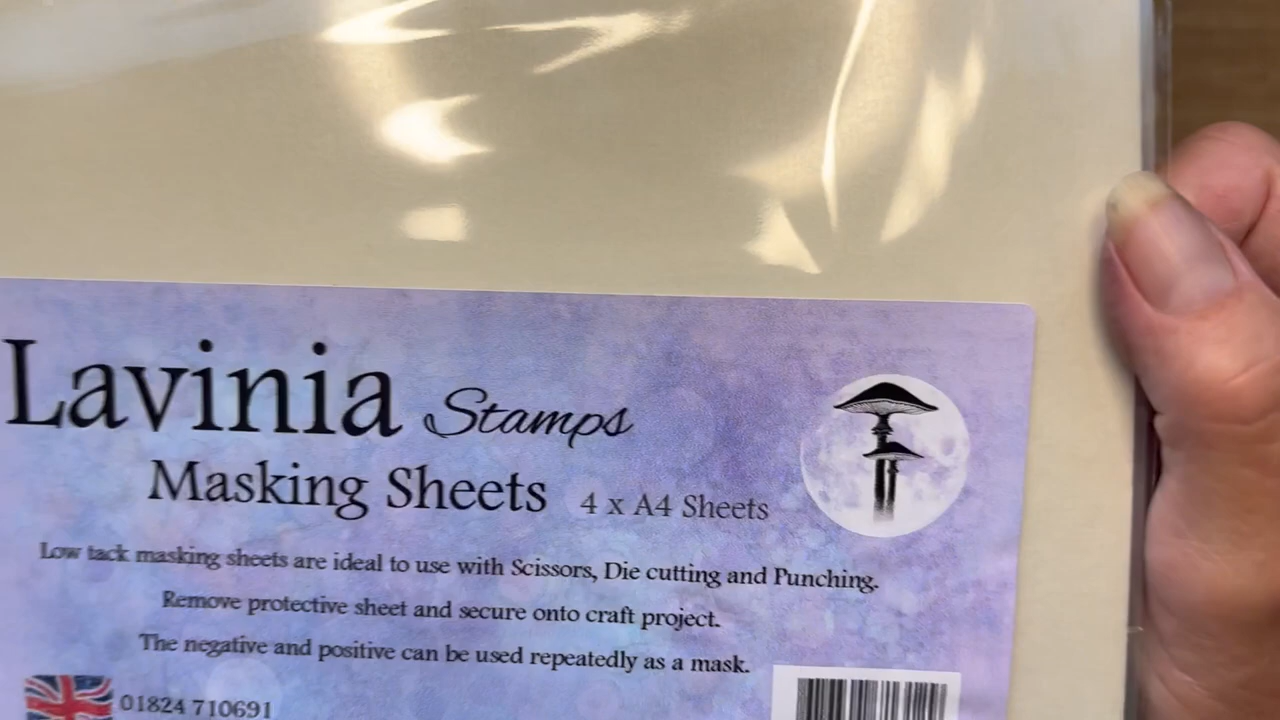 Lavinia Stamps
Masking Sheets 4 x A4 Sheets
Low tack masking sheets are ideal to use with Scissors, Die cutting and Punching.
Remove protective sheet and secure onto craft project.
The negative and positive can be used repeatedly as a mask.
01824 710691